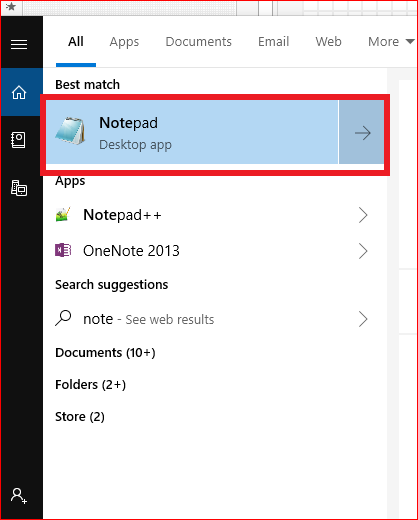 All Apps Documents Email Web More
Best match
Notepad
Desktop app
Apps
Notepad++
OneNote 2013
Search suggestions
note - See web results
Documents (10+)
Folders (2+)
Store (2)